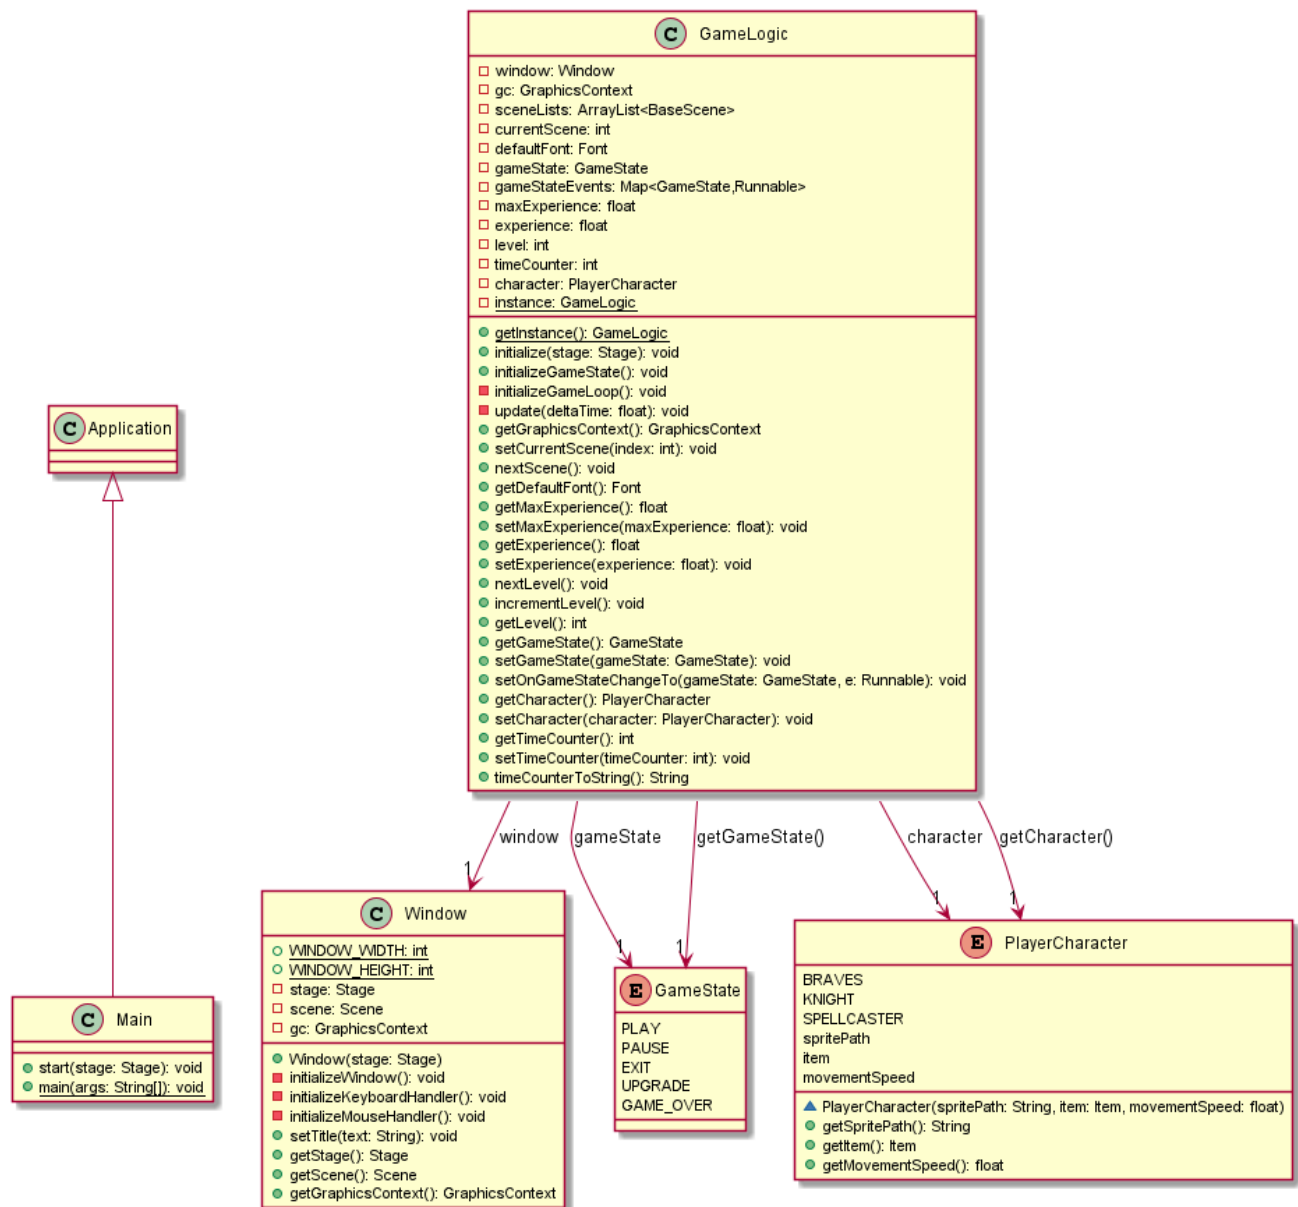 C GameLogic
window: Window
gc: GraphicsContext
sceneLists: ArrayList<BaseScene>
currentScene: int
defaultFont: Font
gameState: GameState
gameStateEvents: Map<GameState,Runnable>
maxExperience: float
experience: float
level: int
timeCounter: int
character: PlayerCharacter
instance: GameLogic
getInstance(): GameLogic
initialize(stage: Stage): void
initializeGameState(): void
initializeGameLoop(): void
update(deltaTime: float): void
getGraphicsContext(): GraphicsContext
setCurrentScene(index: int): void
nextScene(): void
getDefaultFont(): Font
getMaxExperience(): float
setMaxExperience(maxExperience: float): void
getExperience(): float
setExperience(experience: float): void
nextLevel(): void
incrementLevel(): void
getLevel(): int
getGameState(): GameState
setGameState(gameState: GameState): void
setOnGameStateChangeTo(gameState: GameState, e: Runnable): void
getCharacter(): PlayerCharacter
setCharacter(character: PlayerCharacter): void
getTimeCounter(): int
setTimeCounter(timeCounter: int): void
timeCounterToString(): String
C Application
window
gameState
getGameState()
character
getCharacter()
1
1
1
1
1
C Main
start(stage: Stage): void
main(args: String[]): void
C Window
WINDOW_WIDTH: int
WINDOW_HEIGHT: int
stage: Stage
scene: Scene
gc: GraphicsContext
Window(stage: Stage)
initializeWindow(): void
initializeKeyboardHandler(): void
initializeMouseHandler(): void
setTitle(text: String): void
getStage(): Stage
getScene(): Scene
getGraphicsContext(): GraphicsContext
E GameState
PLAY
PAUSE
EXIT
UPGRADE
GAME_OVER
E PlayerCharacter
BRAVES
KNIGHT
SPELLCASTER
spritePath
item
movementSpeed
PlayerCharacter(spritePath: String, item: Item, movementSpeed: float)
getSpritePath(): String
getItem(): Item
getMovementSpeed(): float